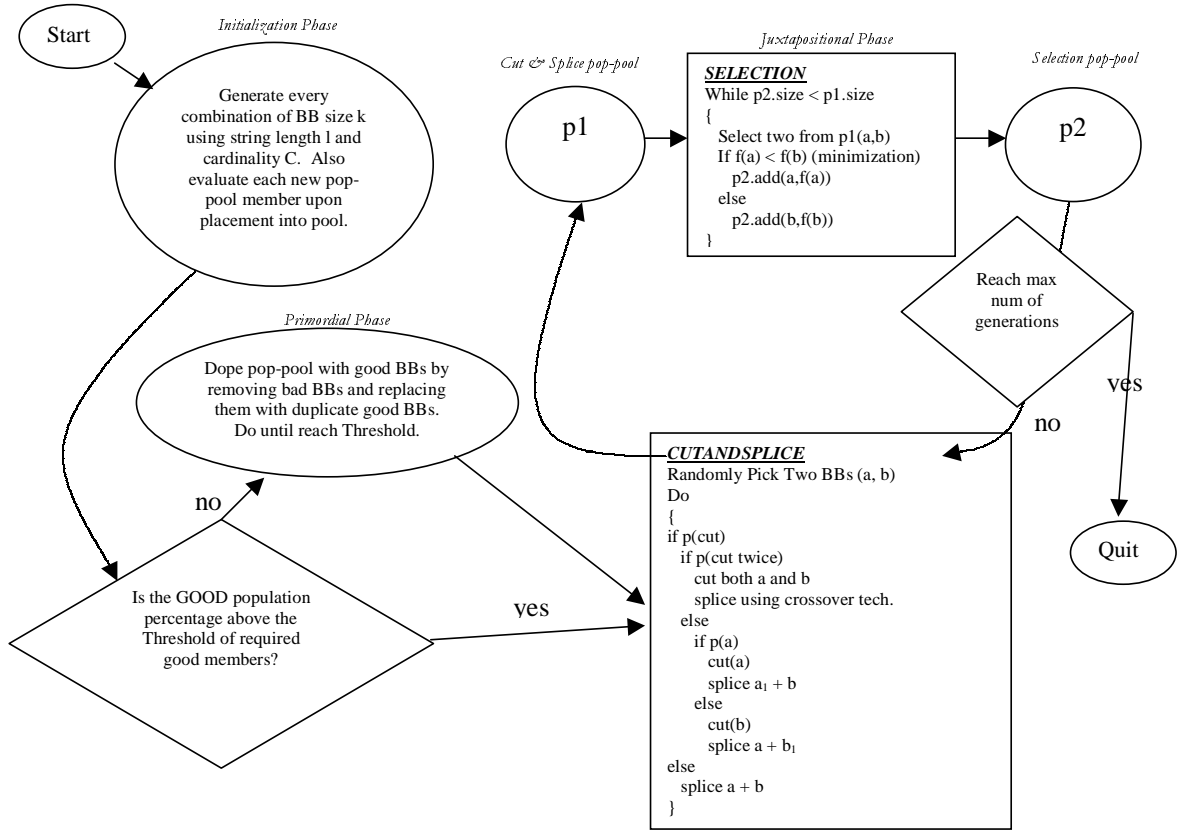 Start
Initialization Phase
Generate every
combination of BB size k
using string length l and
cardinality C.  Also
evaluate each new pop-
pool member upon
placement into pool.
Cut & Splice pop-pool
p1
Juxtapositional Phase
SELECTION
While p2.size < p1.size
{
Select two from p1(a,b)
If f(a) < f(b) (minimization)
p2.add(a,f(a))
else
p2.add(b,f(b))
}
Selection pop-pool
p2
Reach max
num of
generations
yes
no
Quit
Primordial Phase
Dope pop-pool with good BBs by
removing bad BBs and replacing
them with duplicate good BBs.
Do until reach Threshold.
no
Is the GOOD population
percentage above the
Threshold of required
good members?
yes
CUTANDSPLICE
Randomly Pick Two BBs (a, b)
Do
{
if p(cut)
if p(cut twice)
cut both a and b
splice using crossover tech.
else
if p(a)
cut(a)
splice a₁ + b
else
cut(b)
splice a + b₁
else
splice a + b
}